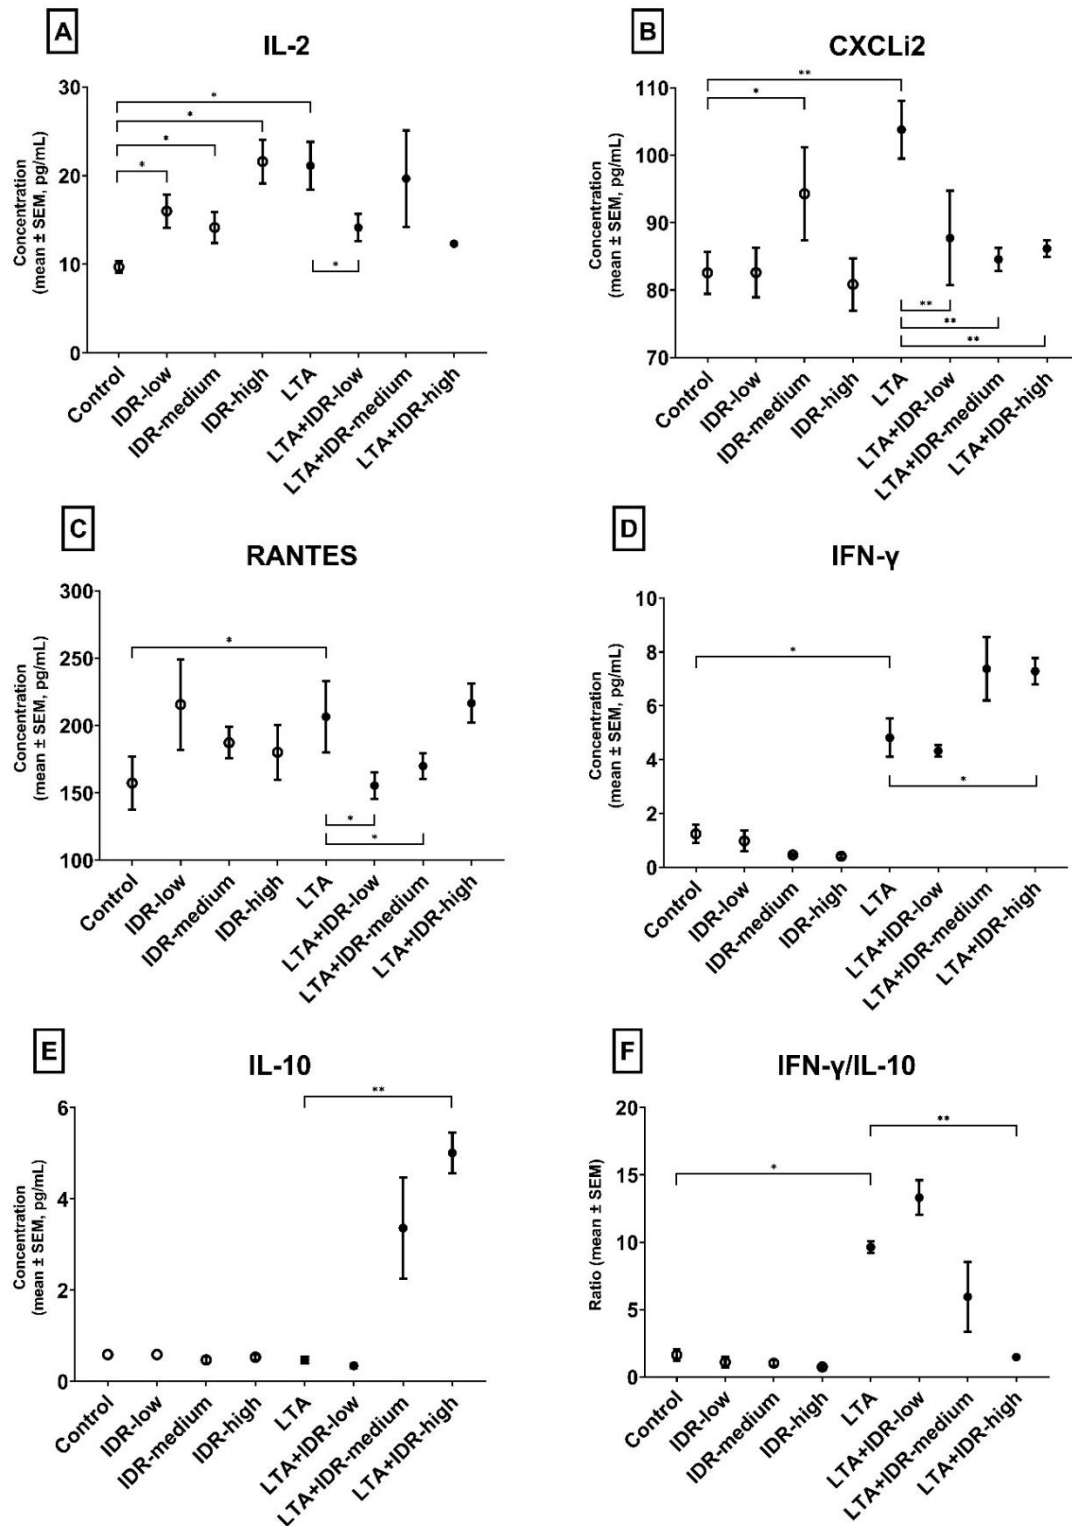 A
IL-2
Concentration
(mean ± SEM, pg/mL)
30
20
10
0
*
*
*
*
*
Control
IDR-low
IDR-medium
IDR-high
LTA
LTA+IDR-low
LTA+IDR-medium
LTA+IDR-high
B
CXCLi2
Concentration
(mean ± SEM, pg/mL)
110
100
90
80
70
**
*
**
**
**
Control
IDR-low
IDR-medium
IDR-high
LTA
LTA+IDR-low
LTA+IDR-medium
LTA+IDR-high
C
RANTES
Concentration
(mean ± SEM, pg/mL)
300
250
200
150
100
*
*
*
Control
IDR-low
IDR-medium
IDR-high
LTA
LTA+IDR-low
LTA+IDR-medium
LTA+IDR-high
D
IFN-γ
Concentration
(mean ± SEM, pg/mL)
10
8
6
4
2
0
*
*
Control
IDR-low
IDR-medium
IDR-high
LTA
LTA+IDR-low
LTA+IDR-medium
LTA+IDR-high
E
IL-10
Concentration
(mean ± SEM, pg/mL)
6
4
2
0
**
Control
IDR-low
IDR-medium
IDR-high
LTA
LTA+IDR-low
LTA+IDR-medium
LTA+IDR-high
F
IFN-γ/IL-10
Ratio (mean ± SEM)
20
15
10
5
0
**
*
Control
IDR-low
IDR-medium
IDR-high
LTA
LTA+IDR-low
LTA+IDR-medium
LTA+IDR-high